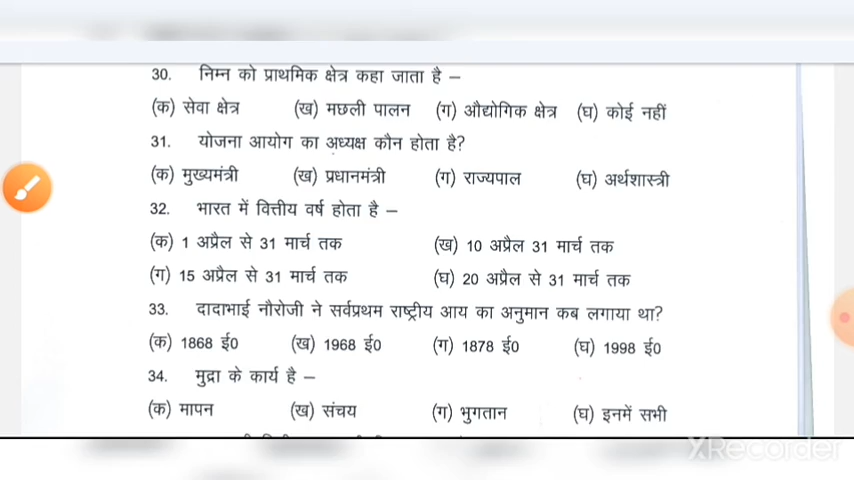 30. निम्न को प्राथमिक क्षेत्र कहा जाता है –
(क) सेवा क्षेत्र (ख) मछली पालन (ग) औद्योगिक क्षेत्र (घ) कोई नहीं
31. योजना आयोग का अध्यक्ष कौन होता है?
(क) मुख्यमंत्री (ख) प्रधानमंत्री (ग) राज्यपाल (घ) अर्थशास्त्री
32. भारत में वित्तीय वर्ष होता है –
(क) 1 अप्रैल से 31 मार्च तक (ख) 10 अप्रैल 31 मार्च तक
(ग) 15 अप्रैल से 31 मार्च तक (घ) 20 अप्रैल से 31 मार्च तक
33. दादाभाई नौरोजी ने सर्वप्रथम राष्ट्रीय आय का अनुमान कब लगाया था?
(क) 1868 ई0 (ख) 1968 ई0 (ग) 1878 ई0 (घ) 1998 ई0
34. मुद्रा के कार्य है –
(क) मापन (ख) संचय (ग) भुगतान (घ) इनमें सभी
XRecorder